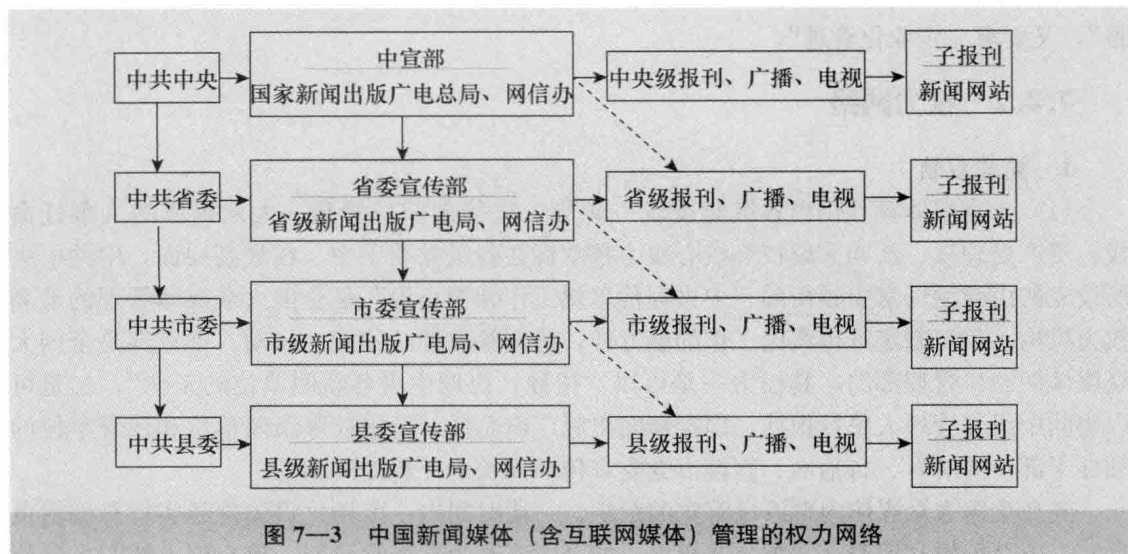 中共中央
中宣部
国家新闻出版广电总局、网信办
中央级报刊、广播、电视
子报刊
新闻网站
中共省委
省委宣传部
省级新闻出版广电局、网信办
省级报刊、广播、电视
子报刊
新闻网站
中共市委
市委宣传部
市级新闻出版广电局、网信办
市级报刊、广播、电视
子报刊
新闻网站
中共县委
县委宣传部
县级新闻出版广电局、网信办
县级报刊、广播、电视
子报刊
新闻网站
图 7—3 中国新闻媒体（含互联网媒体）管理的权力网络